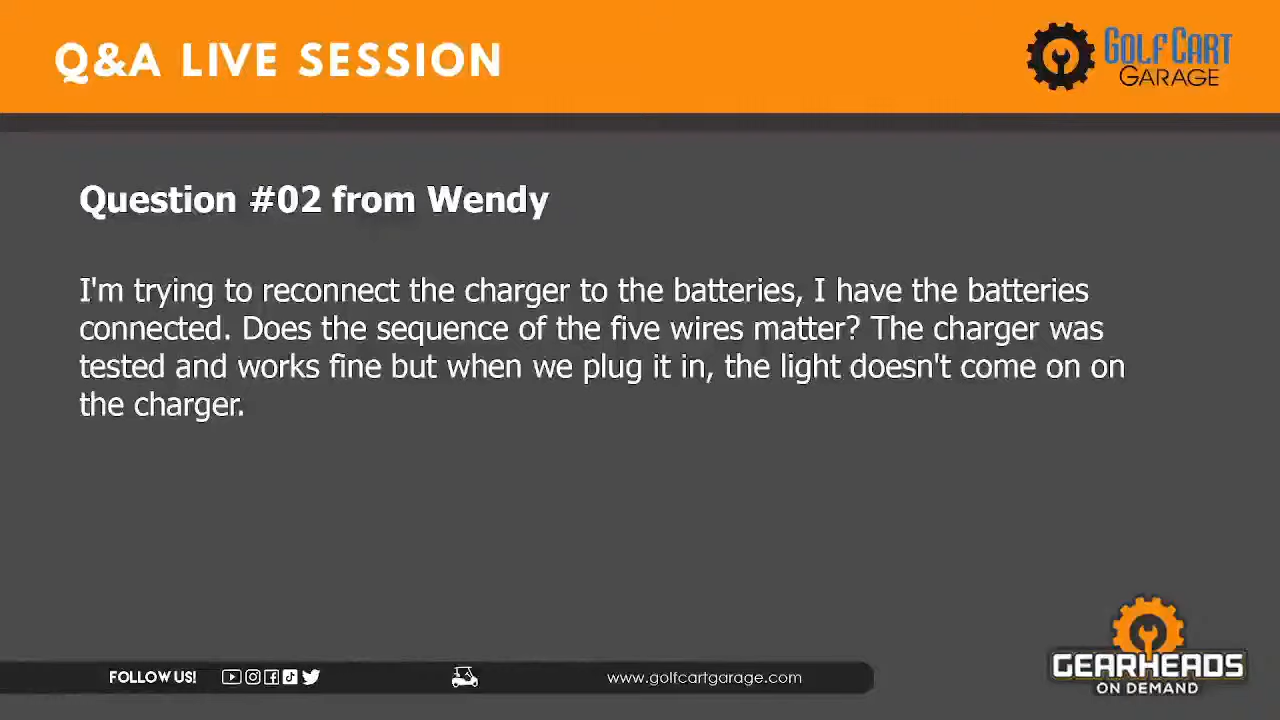 Q&A LIVE SESSION
GOLF CART
GARAGE
Question #02 from Wendy
I'm trying to reconnect the charger to the batteries, I have the batteries
connected. Does the sequence of the five wires matter? The charger was
tested and works fine but when we plug it in, the light doesn't come on on
the charger.
GEARHEADS
ON DEMAND
FOLLOW US!
www.golfcartgarage.com